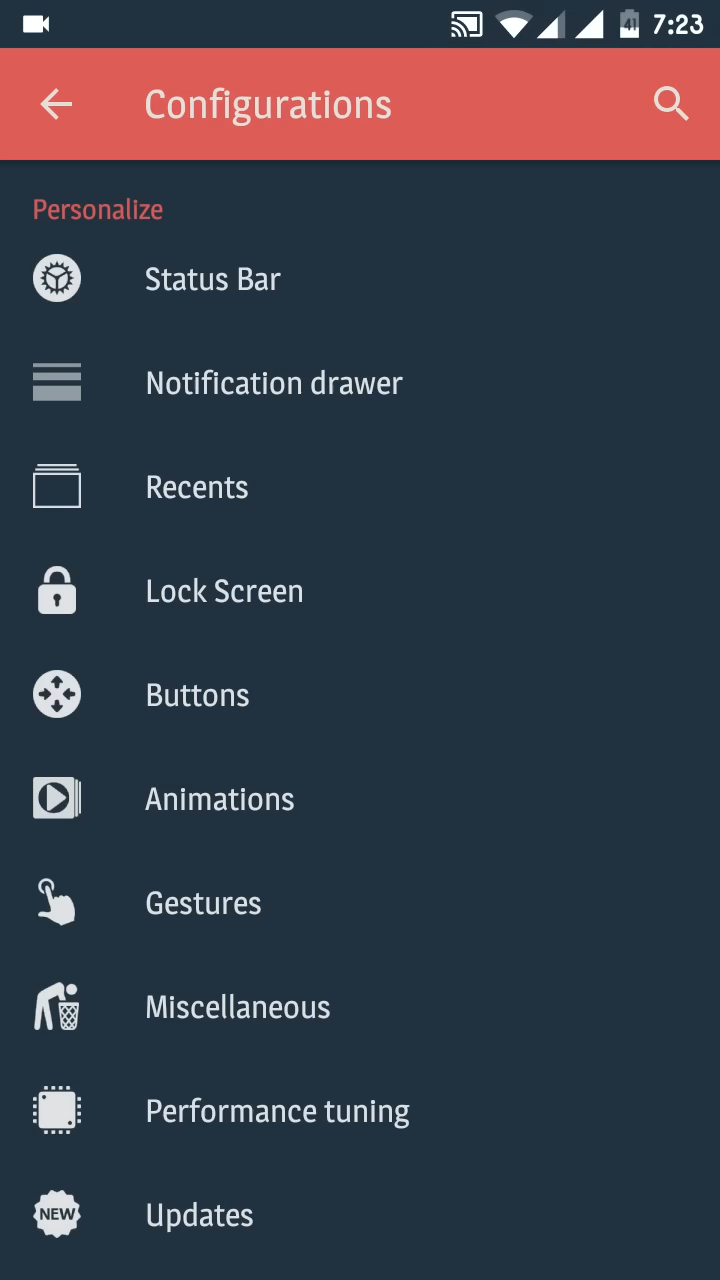 41 7:23
Configurations
Personalize
Status Bar
Notification drawer
Recents
Lock Screen
Buttons
Animations
Gestures
Miscellaneous
Performance tuning
NEW Updates